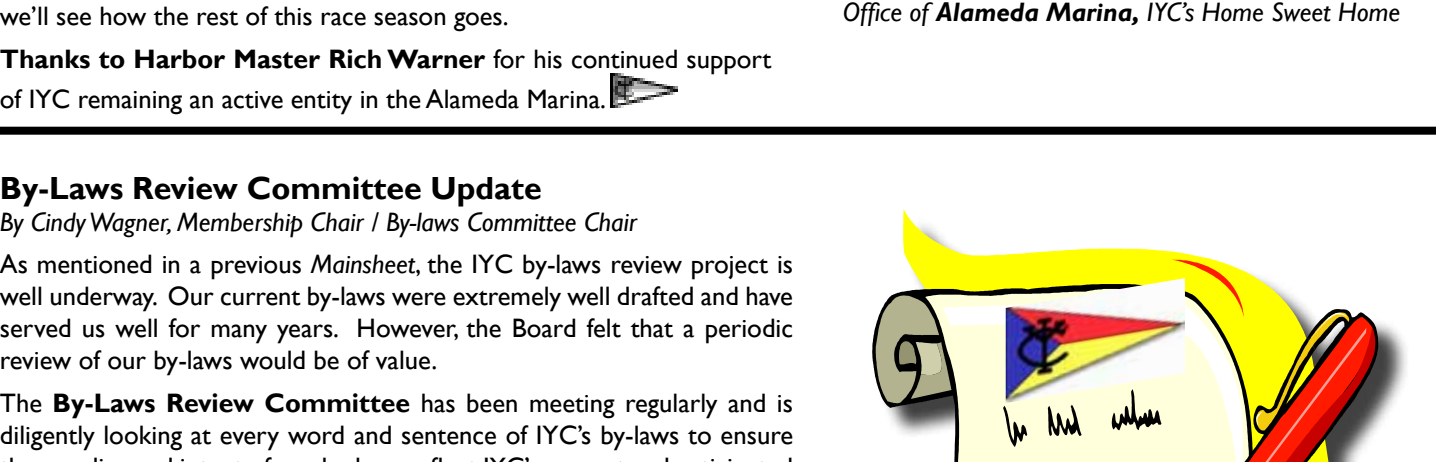 we'll see how the rest of this race season goes.
Thanks to Harbor Master Rich Warner for his continued support
of IYC remaining an active entity in the Alameda Marina.
Office of Alameda Marina, IYC's Home Sweet Home
By-Laws Review Committee Update
By Cindy Wagner, Membership Chair / By-laws Committee Chair
As mentioned in a previous Mainsheet, the IYC by-laws review project is
well underway. Our current by-laws were extremely well drafted and have
served us well for many years. However, the Board felt that a periodic
review of our by-laws would be of value.
The By-Laws Review Committee has been meeting regularly and is
diligently looking at every word and sentence of IYC's by-laws to ensure